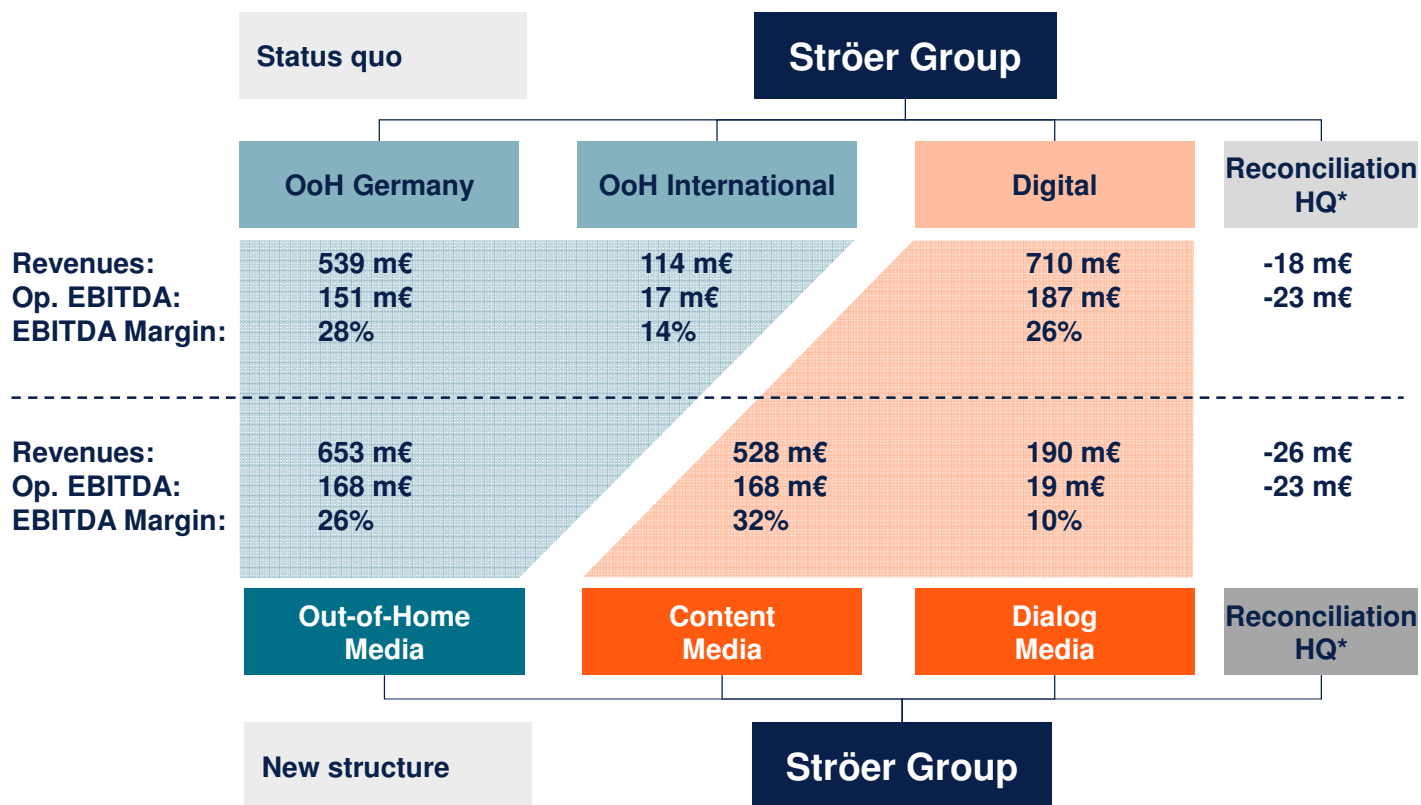 Status quo
Ströer Group
OoH Germany
OoH International
Digital
Reconciliation
HQ*
Revenues: 539 m€ 114 m€ 710 m€ -18 m€
Op. EBITDA: 151 m€ 17 m€ 187 m€ -23 m€
EBITDA Margin: 28% 14% 26%
Revenues: 653 m€ 528 m€ 190 m€ -26 m€
Op. EBITDA: 168 m€ 168 m€ 19 m€ -23 m€
EBITDA Margin: 26% 32% 10%
Out-of-Home
Media
Content
Media
Dialog
Media
Reconciliation
HQ*
New structure
Ströer Group